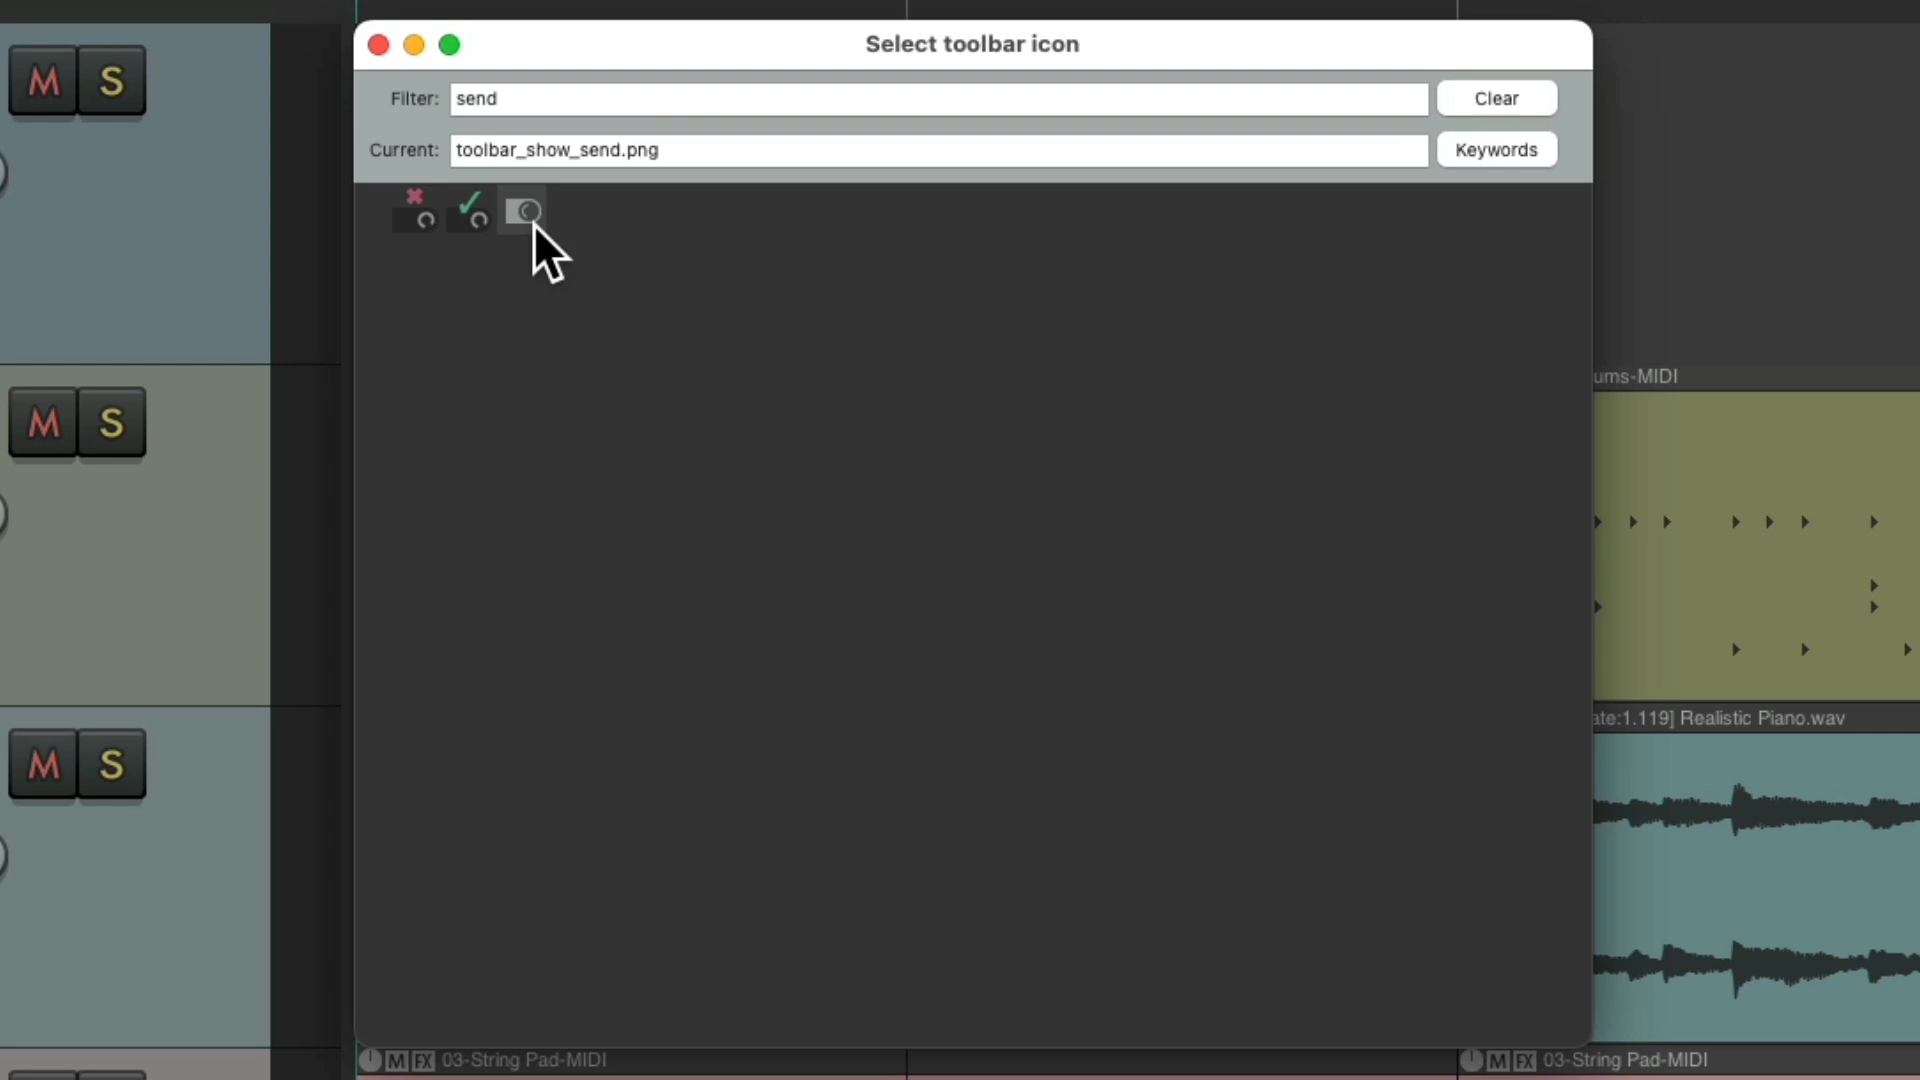 Select toolbar icon
Filter: send Clear
Current: toolbar_show_send.png Keywords
M S
M S
M S
ums-MIDI
ate:1.119] Realistic Piano.wav
M FX 03-String Pad-MIDI
M FX 03-String Pad-MIDI